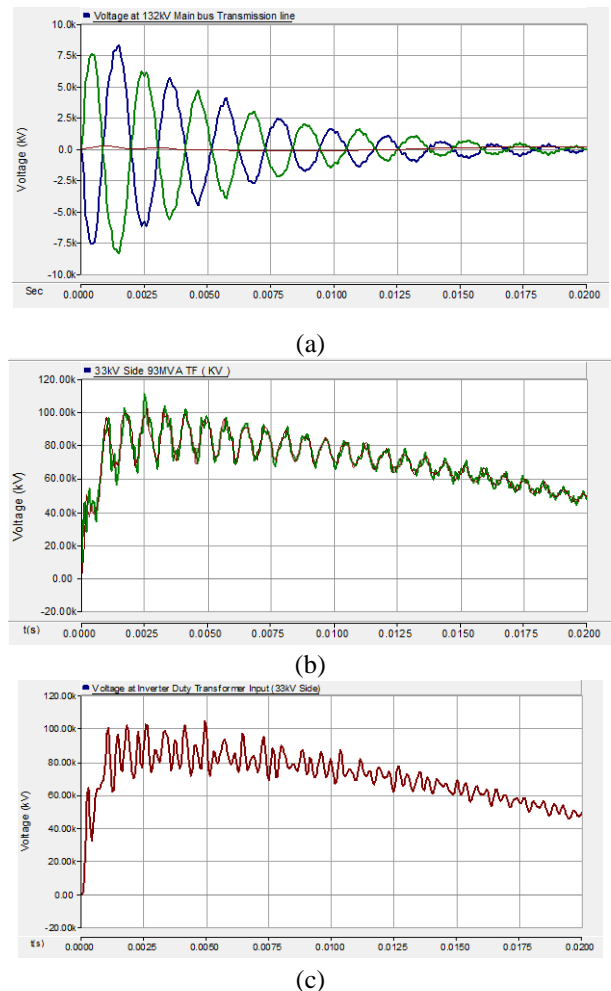 Voltage at 132kV Main bus Transmission line
10.0k
7.5k
5.0k
2.5k
0.0
-2.5k
-5.0k
-7.5k
-10.0k
Voltage (kV)
Sec 0.0000 0.0025 0.0050 0.0075 0.0100 0.0125 0.0150 0.0175 0.0200
(a)
33kV Side 93MVA TF ( KV )
120.00k
100.00k
80.00k
60.00k
40.00k
20.00k
0.00
-20.00k
Voltage (kV)
t(s) 0.0000 0.0025 0.0050 0.0075 0.0100 0.0125 0.0150 0.0175 0.0200
(b)
Voltage at Inverter Duty Transformer Input (33kV Side)
120.00k
100.00k
80.00k
60.00k
40.00k
20.00k
0.00
-20.00k
Voltage (kV)
t(s) 0.0000 0.0025 0.0050 0.0075 0.0100 0.0125 0.0150 0.0175 0.0200
(c)